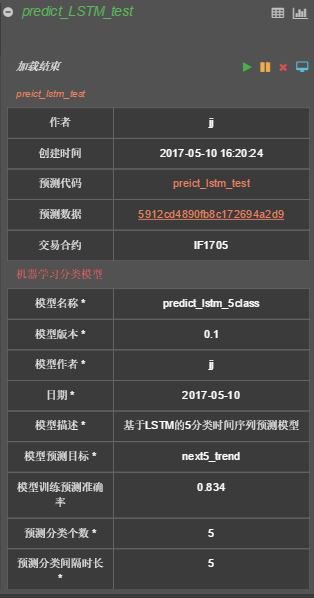 predict_LSTM_test
加载结束
preict_lstm_test
作者 jj
创建时间 2017-05-10 16:20:24
预测代码 preict_lstm_test
预测数据 5912cd4890fb8c172694a2d9
交易合约 IF1705
机器学习分类模型
模型名称 * predict_lstm_5class
模型版本 * 0.1
模型作者 * jj
日期 * 2017-05-10
模型描述 * 基于LSTM的5分类时间序列预测模型
模型预测目标 * next5_trend
模型训练预测准确 0.834
率
预测分类个数 * 5
预测分类间隔时长 5
*